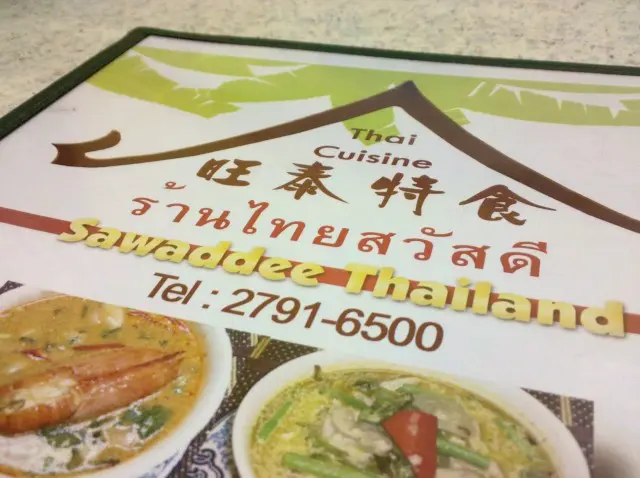 Thai
Cuisine
旺泰特食
ร้านไทยสวัสดี
Sawaddee Thailand
Tel : 2791-6500